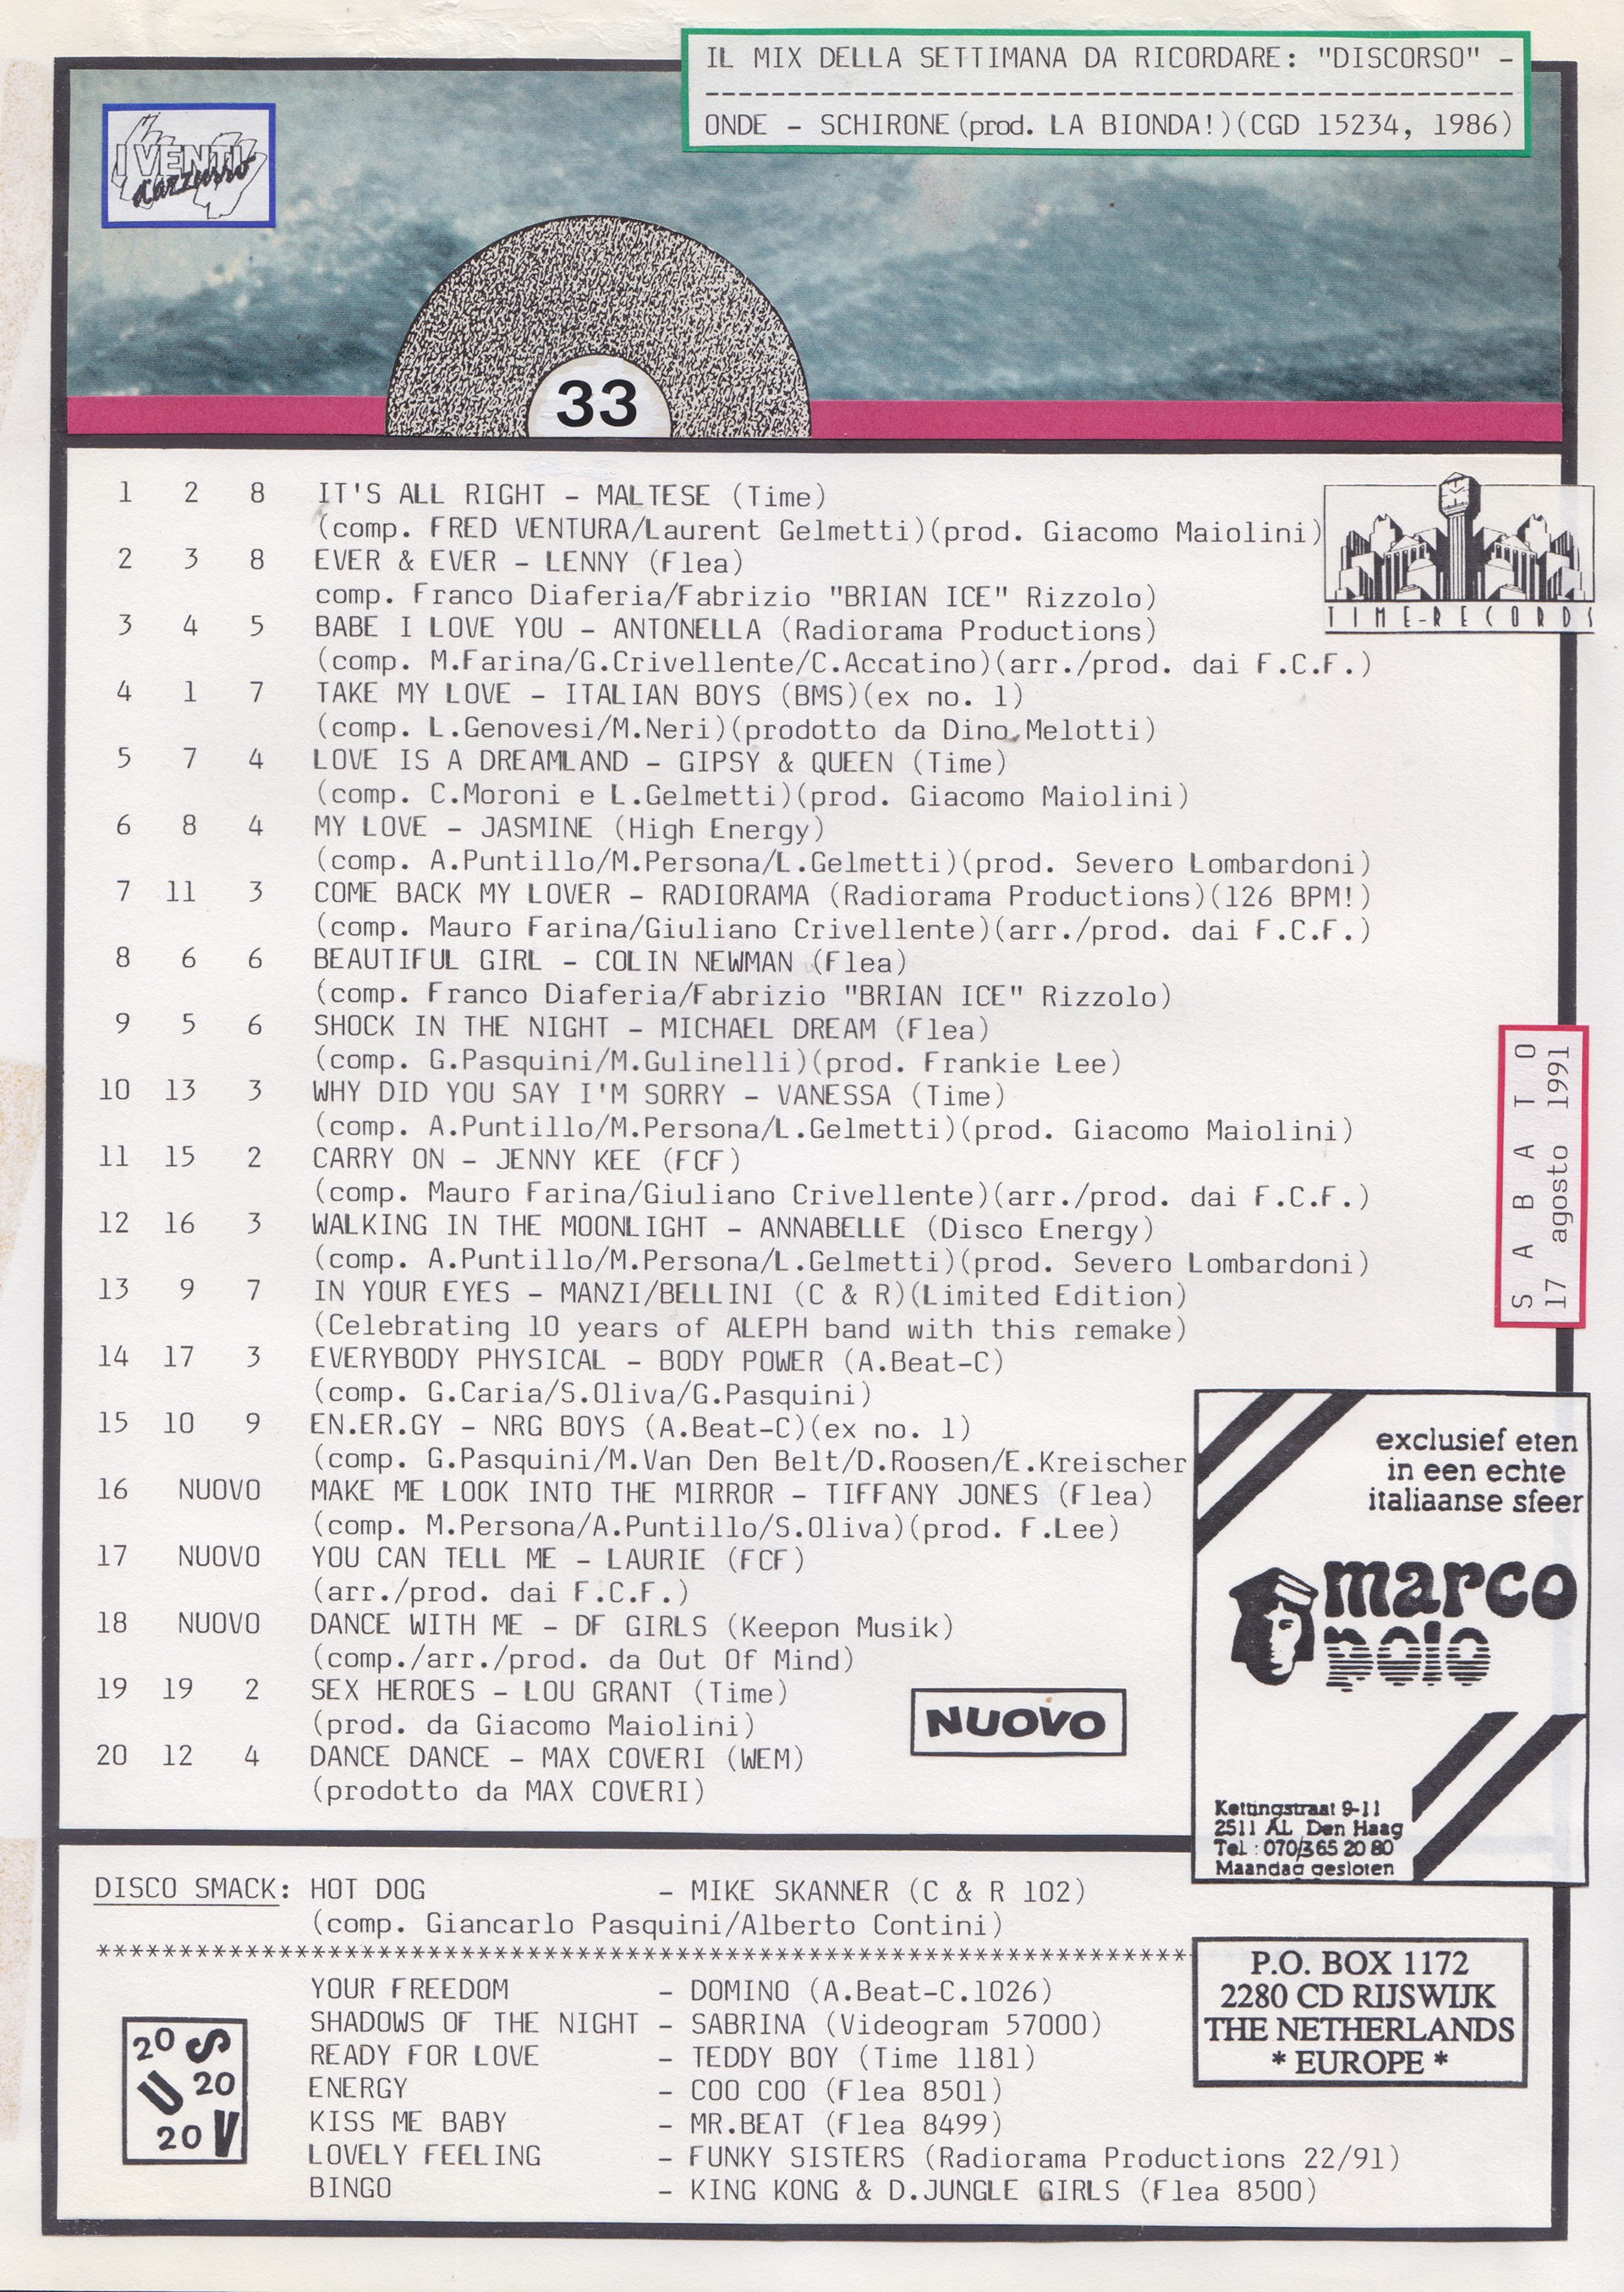 IL MIX DELLA SETTIMANA DA RICORDARE: "DISCORSO" -
ONDE - SCHIRONE (prod. LA BIONDA!)(CGD 15234, 1986)
I VENTI
d'azzurro
33
1 2 8 IT'S ALL RIGHT - MALTESE (Time)
(comp. FRED VENTURA/Laurent Gelmetti)(prod. Giacomo Maiolini)
2 3 8 EVER & EVER - LENNY (Flea)
comp. Franco Diaferia/Fabrizio "BRIAN ICE" Rizzolo)
3 4 5 BABE I LOVE YOU - ANTONELLA (Radiorama Productions)
(comp. M.Farina/G.Crivellente/C.Accatino)(arr./prod. dai F.C.F.)
4 1 7 TAKE MY LOVE - ITALIAN BOYS (BMS)(ex no. 1)
(comp. L.Genovesi/M.Neri)(prodotto da Dino Melotti)
5 7 4 LOVE IS A DREAMLAND - GIPSY & QUEEN (Time)
(comp. C.Moroni e L.Gelmetti)(prod. Giacomo Maiolini)
6 8 4 MY LOVE - JASMINE (High Energy)
(comp. A.Puntillo/M.Persona/L.Gelmetti)(prod. Severo Lombardoni)
7 11 3 COME BACK MY LOVER - RADIORAMA (Radiorama Productions)(126 BPM!)
(comp. Mauro Farina/Giuliano Crivellente)(arr./prod. dai F.C.F.)
8 6 6 BEAUTIFUL GIRL - COLIN NEWMAN (Flea)
(comp. Franco Diaferia/Fabrizio "BRIAN ICE" Rizzolo)
9 5 6 SHOCK IN THE NIGHT - MICHAEL DREAM (Flea)
(comp. G.Pasquini/M.Gulinelli)(prod. Frankie Lee)
10 13 3 WHY DID YOU SAY I'M SORRY - VANESSA (Time)
(comp. A.Puntillo/M.Persona/L.Gelmetti)(prod. Giacomo Maiolini)
11 15 2 CARRY ON - JENNY KEE (FCF)
(comp. Mauro Farina/Giuliano Crivellente)(arr./prod. dai F.C.F.)
12 16 3 WALKING IN THE MOONLIGHT - ANNABELLE (Disco Energy)
(comp. A.Puntillo/M.Persona/L.Gelmetti)(prod. Severo Lombardoni)
13 9 7 IN YOUR EYES - MANZI/BELLINI (C & R)(Limited Edition)
(Celebrating 10 years of ALEPH band with this remake)
14 17 3 EVERYBODY PHYSICAL - BODY POWER (A.Beat-C)
(comp. G.Caria/S.Oliva/G.Pasquini)
15 10 9 EN.ER.GY - NRG BOYS (A.Beat-C)(ex no. 1)
(comp. G.Pasquini/M.Van Den Belt/D.Roosen/E.Kreischer
16 NUOVO MAKE ME LOOK INTO THE MIRROR - TIFFANY JONES (Flea)
(comp. M.Persona/A.Puntillo/S.Oliva)(prod. F.Lee)
17 NUOVO YOU CAN TELL ME - LAURIE (FCF)
(arr./prod. dai F.C.F.)
18 NUOVO DANCE WITH ME - DF GIRLS (Keepon Musik)
(comp./arr./prod. da Out Of Mind)
19 19 2 SEX HEROES - LOU GRANT (Time)
(prod. da Giacomo Maiolini)
20 12 4 DANCE DANCE - MAX COVERI (WEM)
(prodotto da MAX COVERI)
NUOVO
TIME-RECORDS
SABATO
17 agosto 1991
exclusief eten
in een echte
italiaanse sfeer
marco
polo
Kettingstraat 9-11
2511 AL Den Haag
Tel : 070/365 20 80
Maandag gesloten
DISCO SMACK: HOT DOG - MIKE SKANNER (C & R 102)
(comp. Giancarlo Pasquini/Alberto Contini)
******************************************************************
YOUR FREEDOM - DOMINO (A.Beat-C.1026)
SHADOWS OF THE NIGHT - SABRINA (Videogram 57000)
READY FOR LOVE - TEDDY BOY (Time 1181)
ENERGY - COO COO (Flea 8501)
KISS ME BABY - MR.BEAT (Flea 8499)
LOVELY FEELING - FUNKY SISTERS (Radiorama Productions 22/91)
BINGO - KING KONG & D.JUNGLE GIRLS (Flea 8500)
20 S
U 20
20 V
P.O. BOX 1172
2280 CD RIJSWIJK
THE NETHERLANDS
* EUROPE *